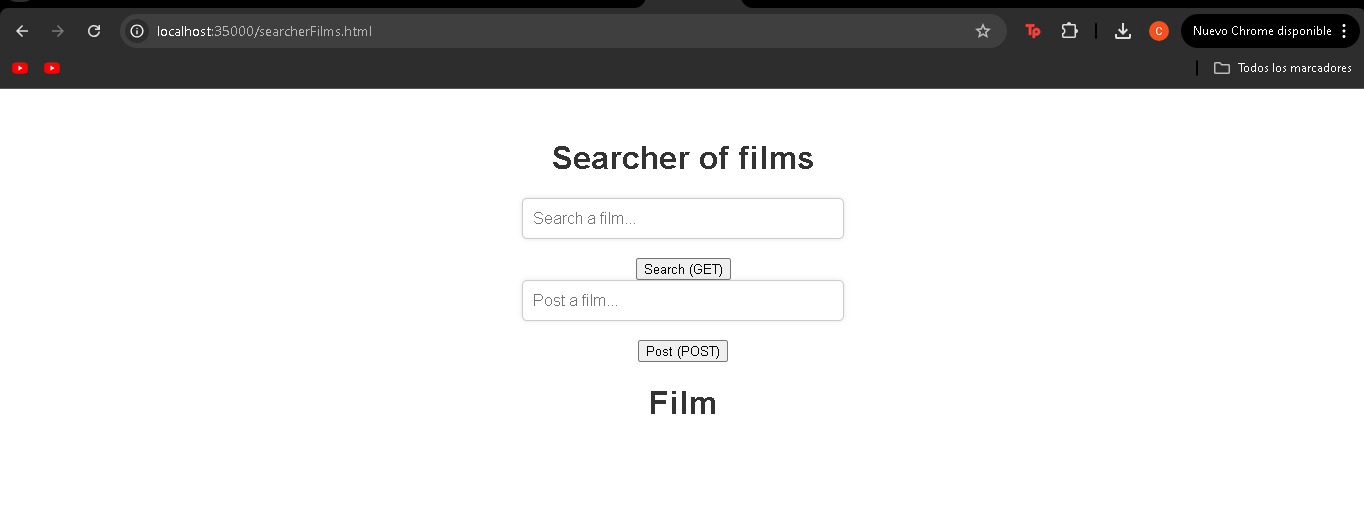 localhost:35000/searcherFilms.html
Tp
C
Nuevo Chrome disponible
Todos los marcadores
Searcher of films
Search a film...
Search (GET)
Post a film...
Post (POST)
Film